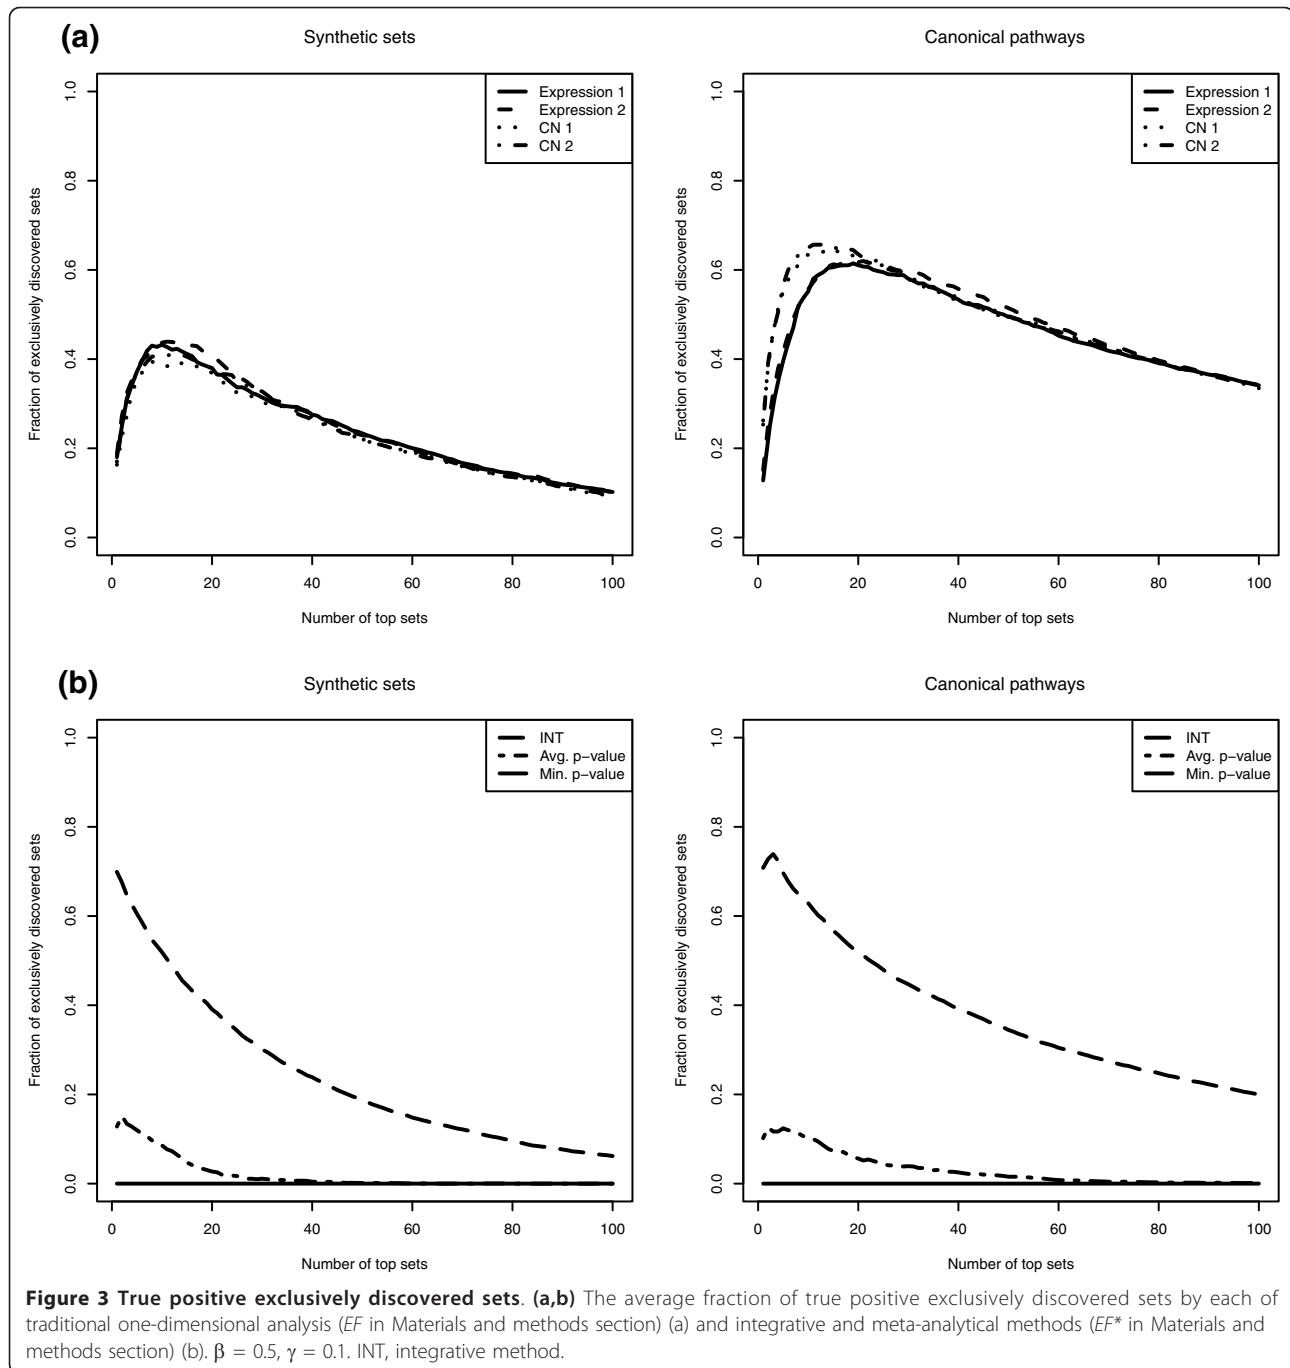 (a)
Synthetic sets
Canonical pathways
Fraction of exclusively discovered sets
1.0
0.8
0.6
0.4
0.2
0.0
Expression 1
Expression 2
CN 1
CN 2
0 20 40 60 80 100
Number of top sets
Fraction of exclusively discovered sets
1.0
0.8
0.6
0.4
0.2
0.0
Expression 1
Expression 2
CN 1
CN 2
0 20 40 60 80 100
Number of top sets
(b)
Synthetic sets
Canonical pathways
Fraction of exclusively discovered sets
1.0
0.8
0.6
0.4
0.2
0.0
INT
Avg. p−value
Min. p−value
0 20 40 60 80 100
Number of top sets
Fraction of exclusively discovered sets
1.0
0.8
0.6
0.4
0.2
0.0
INT
Avg. p−value
Min. p−value
0 20 40 60 80 100
Number of top sets
Figure 3 True positive exclusively discovered sets. (a,b) The average fraction of true positive exclusively discovered sets by each of
traditional one-dimensional analysis (EF in Materials and methods section) (a) and integrative and meta-analytical methods (EF* in Materials and
methods section) (b). β = 0.5, γ = 0.1. INT, integrative method.